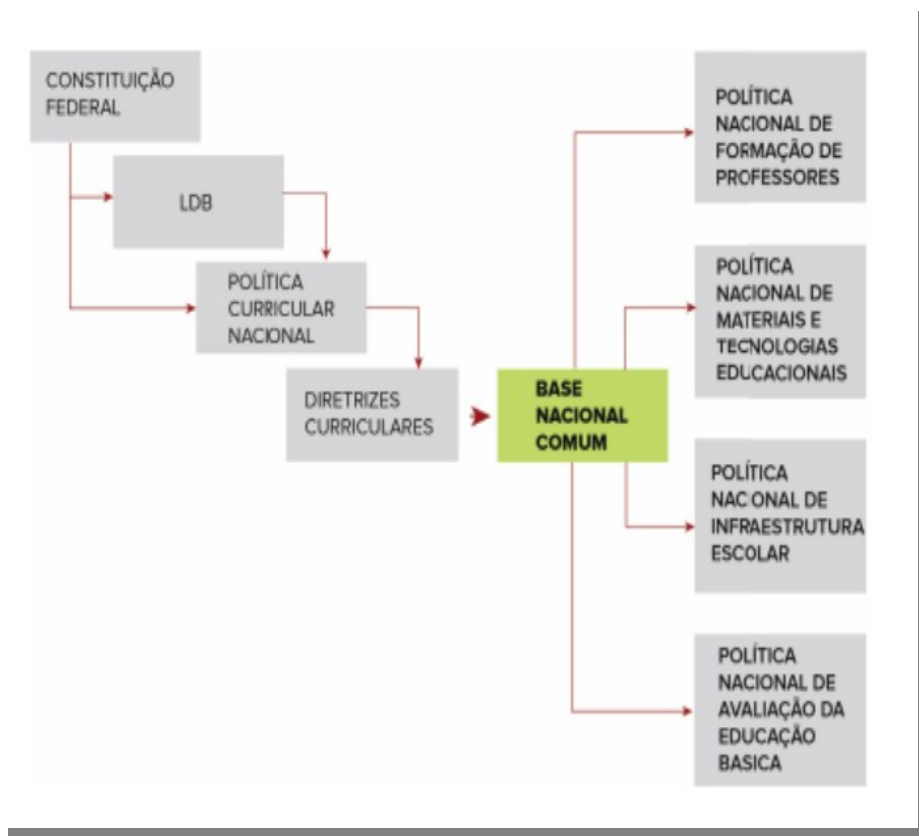 CONSTITUIÇÃO
FEDERAL
LDB
POLÍTICA
CURRICULAR
NACIONAL
DIRETRIZES
CURRICULARES
BASE
NACIONAL
COMUM
POLÍTICA
NACIONAL DE
FORMAÇÃO DE
PROFESSORES
POLÍTICA
NACIONAL DE
MATERIAIS E
TECNOLOGIAS
EDUCACIONAIS
POLÍTICA
NAC ONAL DE
INFRAESTRUTURA
ESCOLAR
POLÍTICA
NACIONAL DE
AVALIAÇÃO DA
EDUCAÇÃO
BASICA